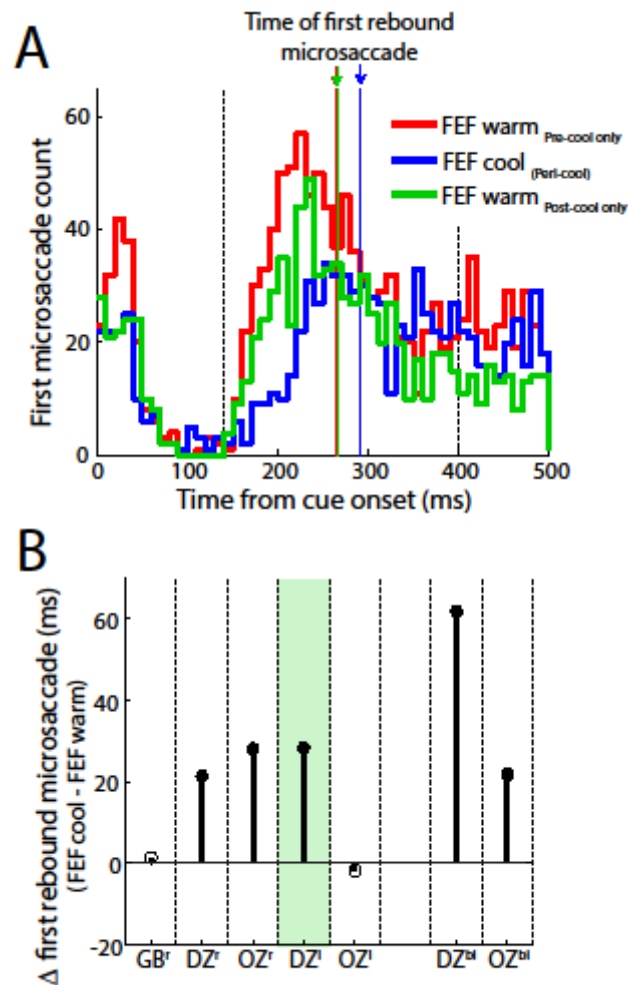 A
Time of first rebound
microsaccade
First microsaccade count
60
40
20
0
FEF warm Pre-cool only
FEF cool (Peri-cool)
FEF warm Post-cool only
0 100 200 300 400 500
Time from cue onset (ms)
B
Δ first rebound microsaccade (ms)
(FEF cool - FEF warm)
60
40
20
0
-20
GBʳ DZʳ OZʳ DZˡ OZˡ DZᵇⁱ OZᵇⁱ